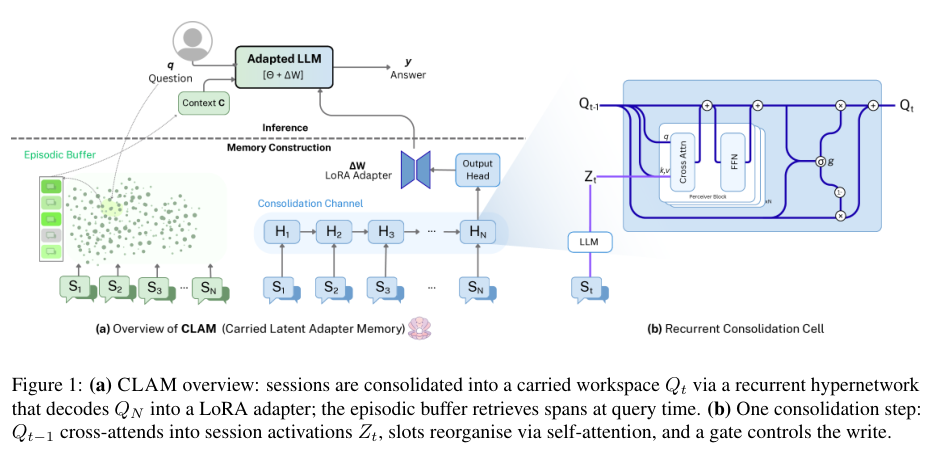 q
Question
Adapted LLM
[Θ + ΔW]
y
Answer
Context C
Inference
Memory Construction
Episodic Buffer
ΔW
LoRA Adapter
Output
Head
Consolidation Channel
H1 H2 H3 ... HN
S1 S2 S3 ... SN
S1 S2 S3 ... SN
(a) Overview of CLAM (Carried Latent Adapter Memory)
Qt-1
Qt
q
k,v
Cross Attn
FFN
Perceiver Block
xN
+
+
×
+
σ g
1-
×
Zt
LLM
St
(b) Recurrent Consolidation Cell
Figure 1: (a) CLAM overview: sessions are consolidated into a carried workspace Qt via a recurrent hypernetwork
that decodes QN into a LoRA adapter; the episodic buffer retrieves spans at query time. (b) One consolidation step:
Qt−1 cross-attends into session activations Zt, slots reorganise via self-attention, and a gate controls the write.